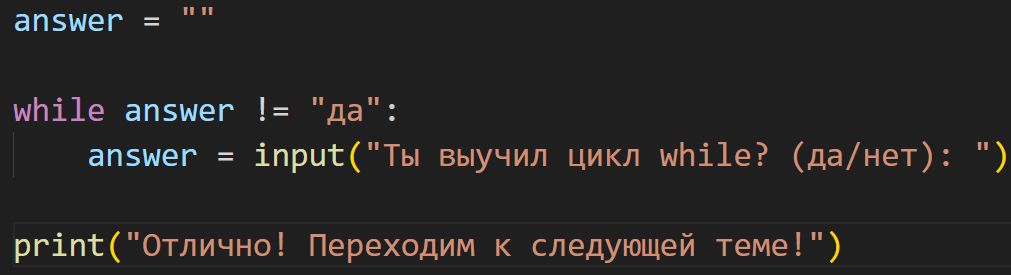 answer = ""
while answer != "да":
    answer = input("Ты выучил цикл while? (да/нет): ")
print("Отлично! Переходим к следующей теме!")